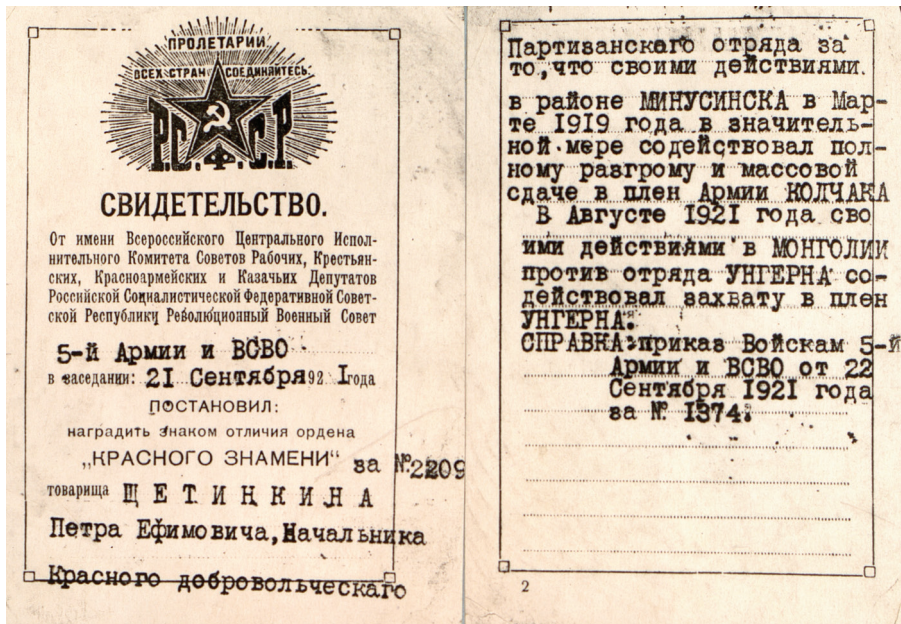 ПРОЛЕТАРИИ
ВСЕХ СТРАН СОЕДИНЯЙТЕСЬ
Р.С.Ф.С.Р.
СВИДЕТЕЛЬСТВО.
От имени Всероссийского Центрального Испол-
нительного Комитета Советов Рабочих, Крестьян-
ских, Красноармейских и Казачьих Депутатов
Российской Социалистической Федеративной Совет-
ской Республики Революционный Военный Совет
5-й Армии и ВСВО
в заседании: 21 Сентября 1921 года
ПОСТАНОВИЛ:
наградить знаком отличия ордена
„КРАСНОГО ЗНАМЕНИ“ за №2209
товарища ЩЕТИНКИНА
Петра Ефимовича, Начальника
Красного добровольческаго
Партизанскаго отряда за
то, что своими действиями.
в районе МИНУСИНСКА в Мар-
те 1919 года в значитель-
ной мере содействовал пол-
ному разгрому и массовой
сдаче в плен Армии КОЛЧАКА
В Августе 1921 года сво
ими действиями в МОНГОЛИИ
против отряда УНГЕРНА со-
действовал захвату в плен
УНГЕРНА.
СПРАВКА:приказ Войскам 5-й
Армии и ВСВО от 22
Сентября 1921 года
за № 1374.
2